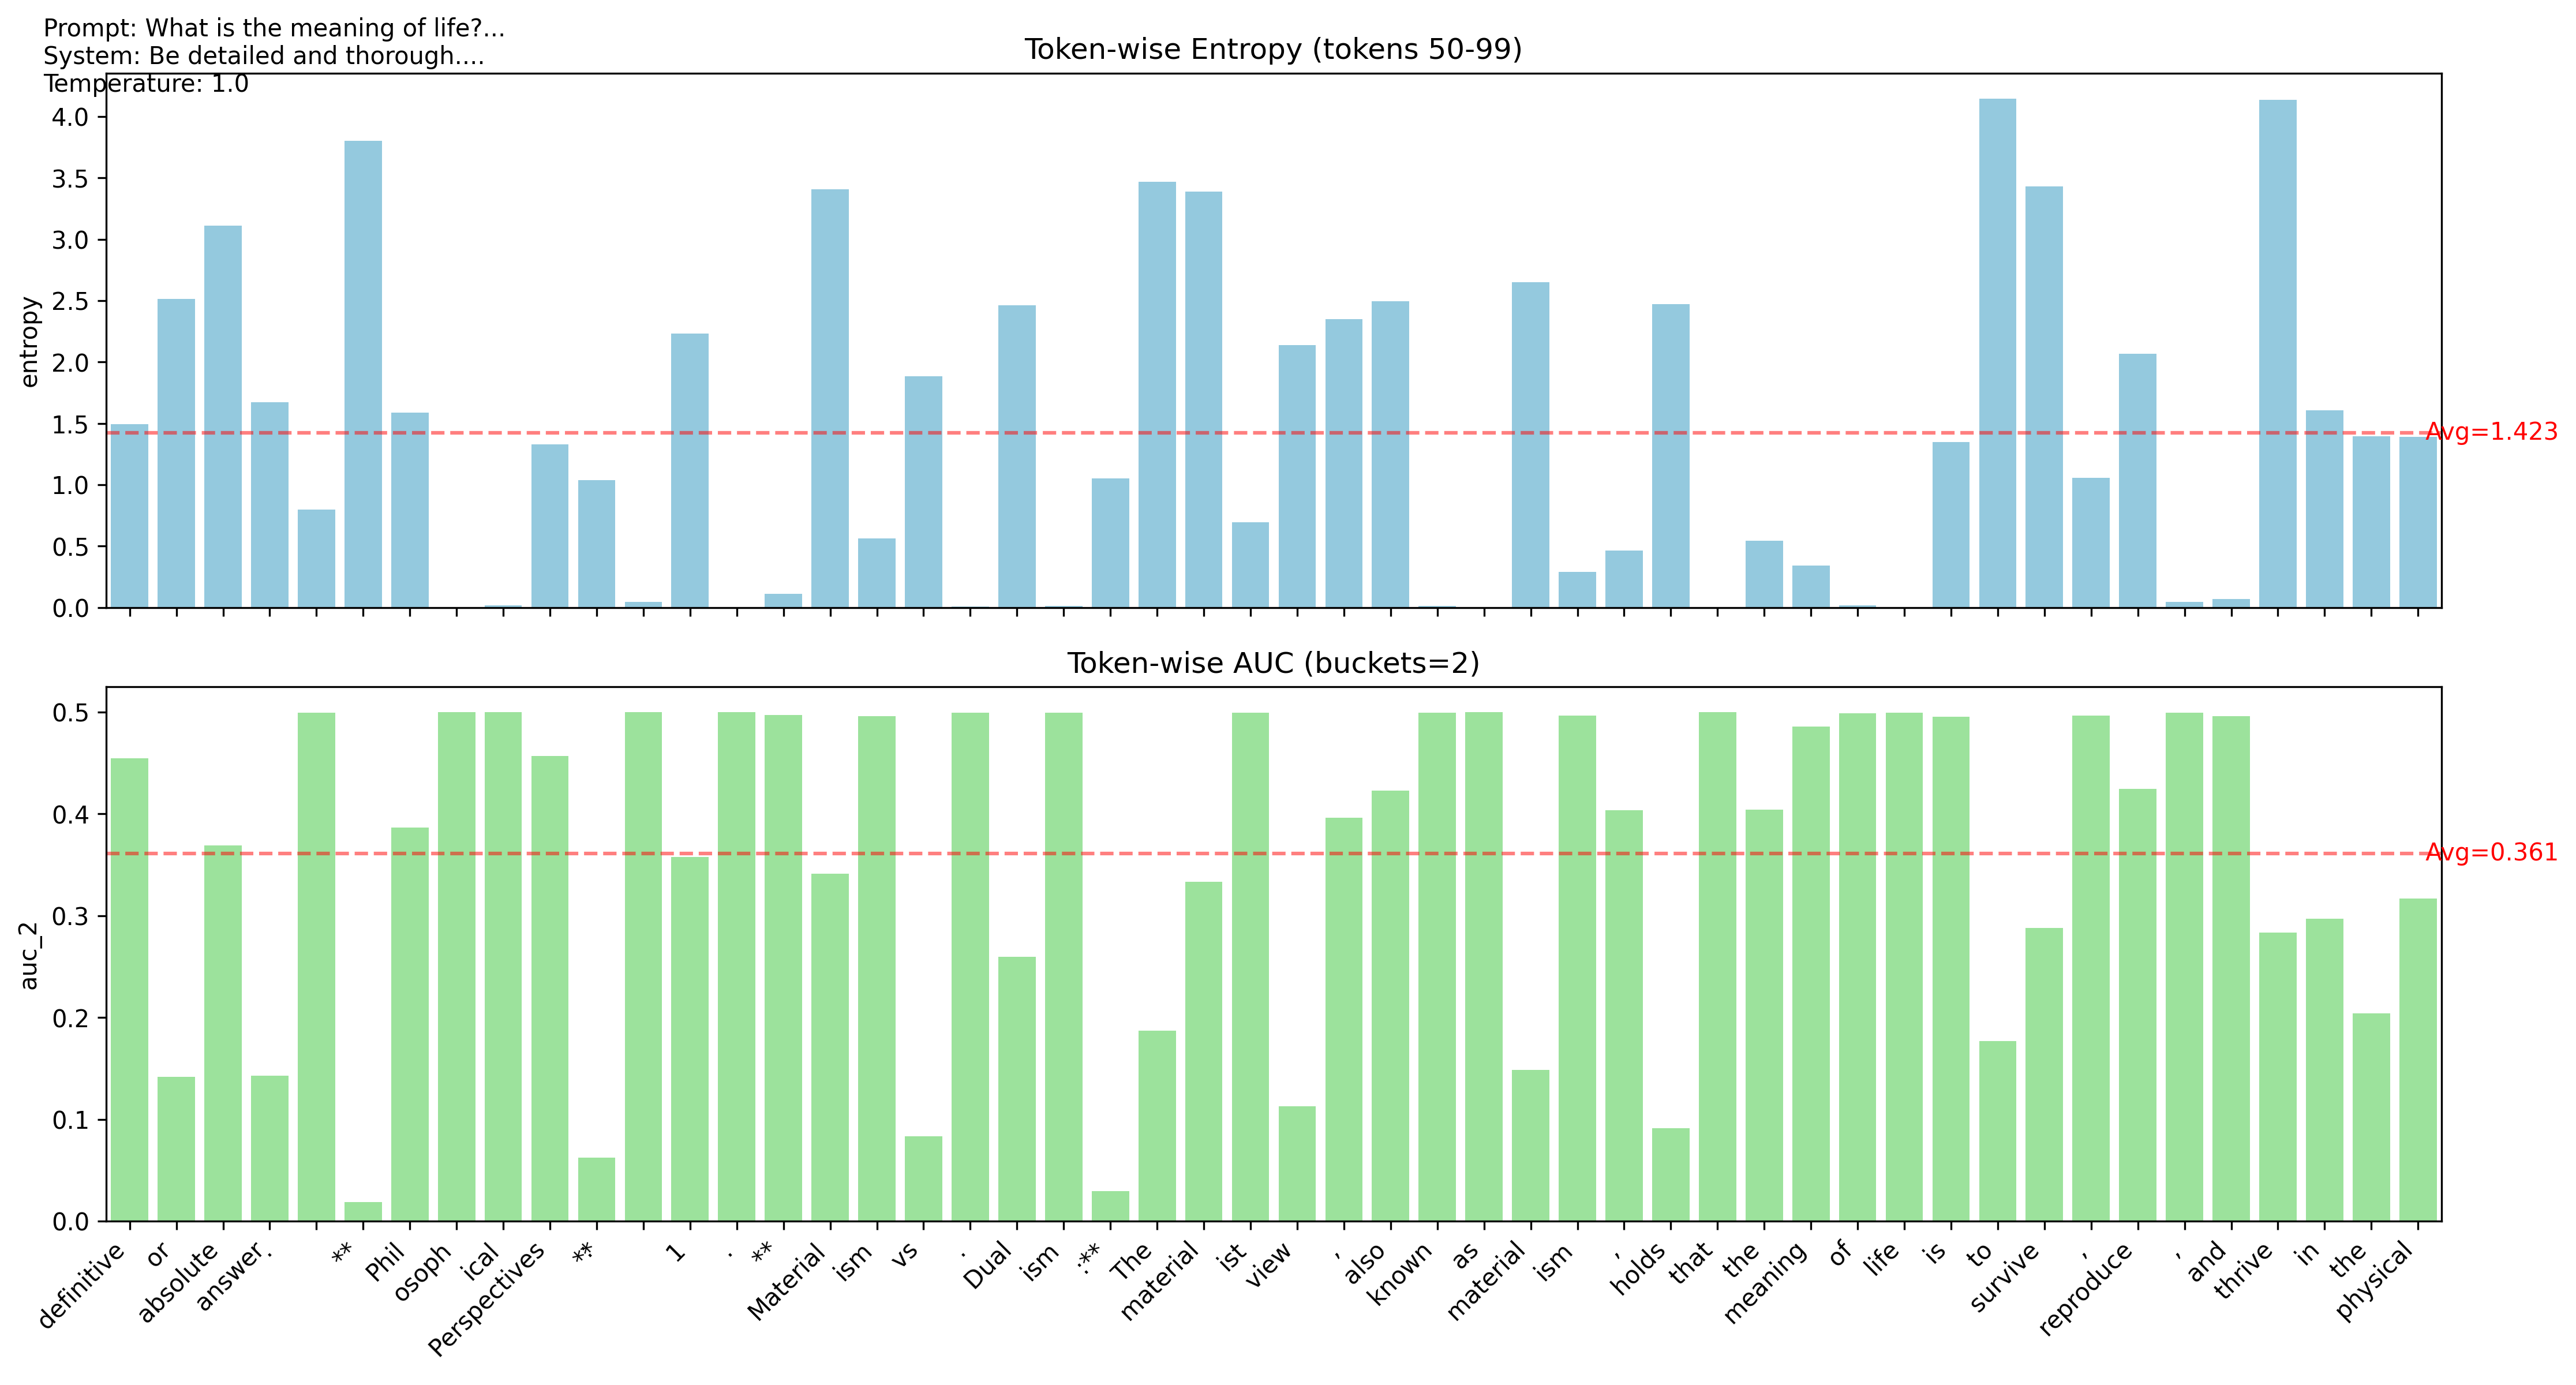 Prompt: What is the meaning of life?...
System: Be detailed and thorough....
Temperature: 1.0
Token-wise Entropy (tokens 50-99)
entropy
4.0
3.5
3.0
2.5
2.0
1.5
1.0
0.5
0.0
Avg=1.423
Token-wise AUC (buckets=2)
auc_2
0.5
0.4
0.3
0.2
0.1
0.0
Avg=0.361
definitive
or
absolute
answer.
**
Phil
osoph
ical
Perspectives
**
1
.
**
Material
ism
vs
.
Dual
ism
:**
The
material
ist
view
,
also
known
as
material
ism
,
holds
that
the
meaning
of
life
is
to
survive
,
reproduce
,
and
thrive
in
the
physical